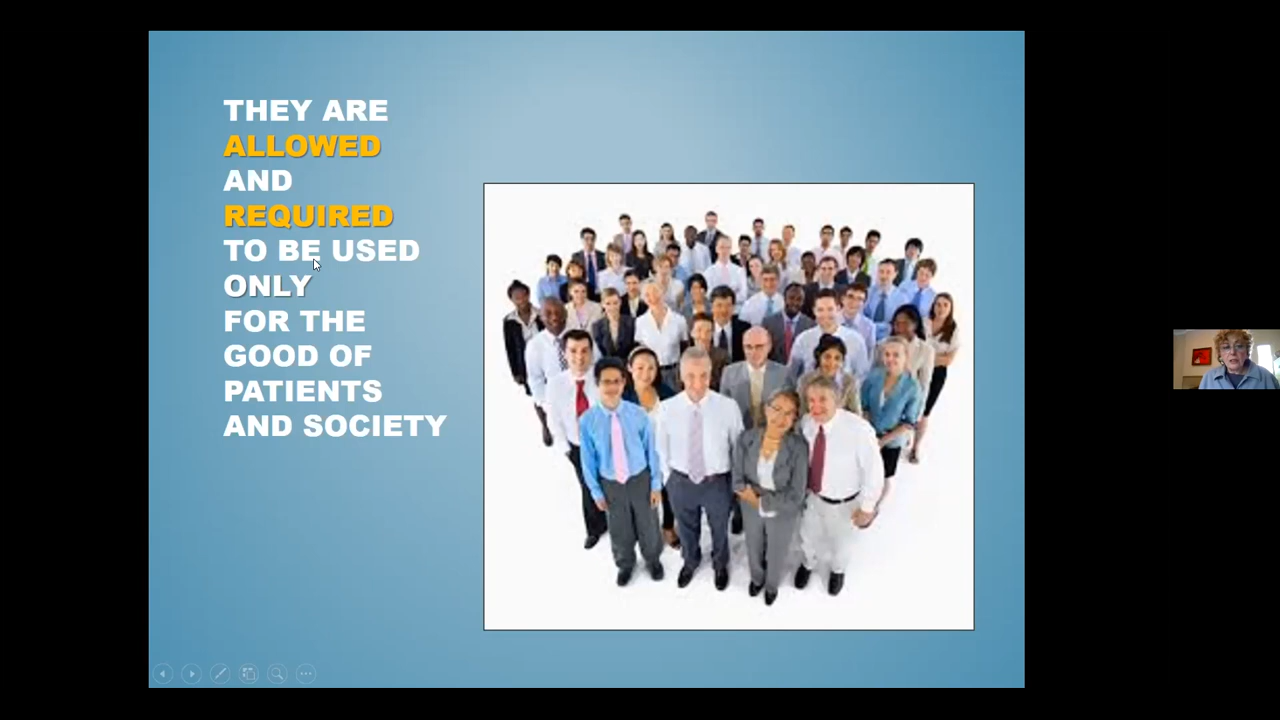 THEY ARE
ALLOWED
AND
REQUIRED
TO BE USED
ONLY
FOR THE
GOOD OF
PATIENTS
AND SOCIETY